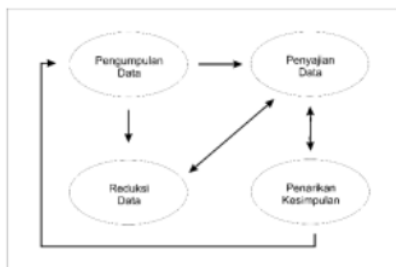 Pengumpulan
Data
Penyajian
Data
Reduksi
Data
Penarikan
Kesimpulan